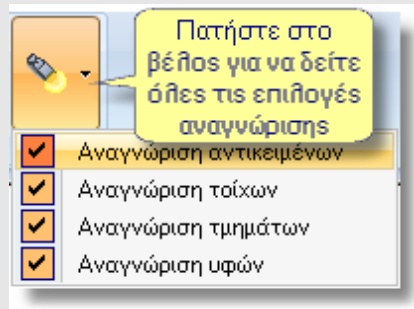 Πατήστε στο
βέλος για να δείτε
όλες τις επιλογές
αναγνώρισης
Αναγνώριση αντικειμένων
Αναγνώριση τοίχων
Αναγνώριση τμημάτων
Αναγνώριση υφών